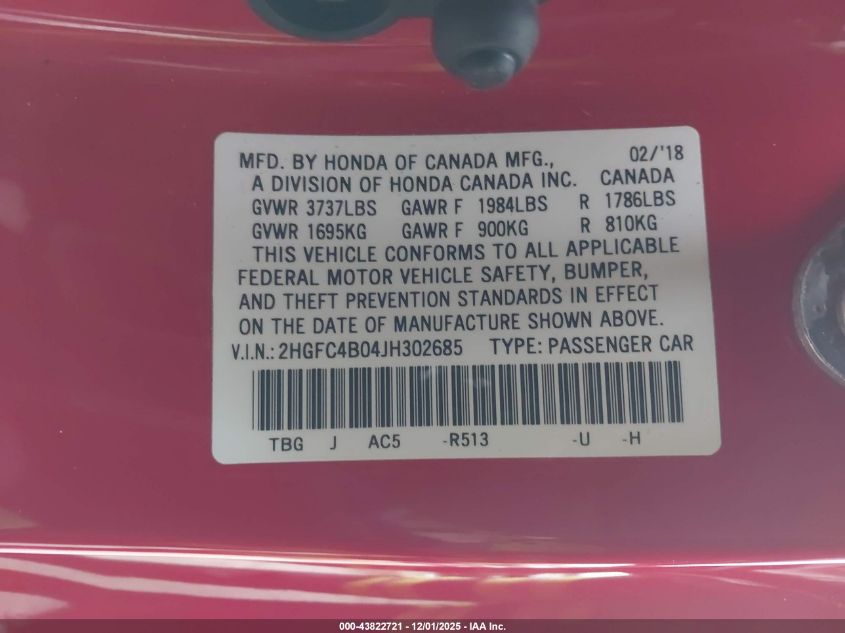 MFD. BY HONDA OF CANADA MFG., 02/'18
A DIVISION OF HONDA CANADA INC. CANADA
GVWR 3737LBS GAWR F 1984LBS R 1786LBS
GVWR 1695KG GAWR F 900KG R 810KG
THIS VEHICLE CONFORMS TO ALL APPLICABLE
FEDERAL MOTOR VEHICLE SAFETY, BUMPER,
AND THEFT PREVENTION STANDARDS IN EFFECT
ON THE DATE OF MANUFACTURE SHOWN ABOVE.
V.I.N.: 2HGFC4B04JH302685 TYPE: PASSENGER CAR
TBG J AC5 -R513 -U -H
000-43822721 - 12/01/2025 - IAA Inc.